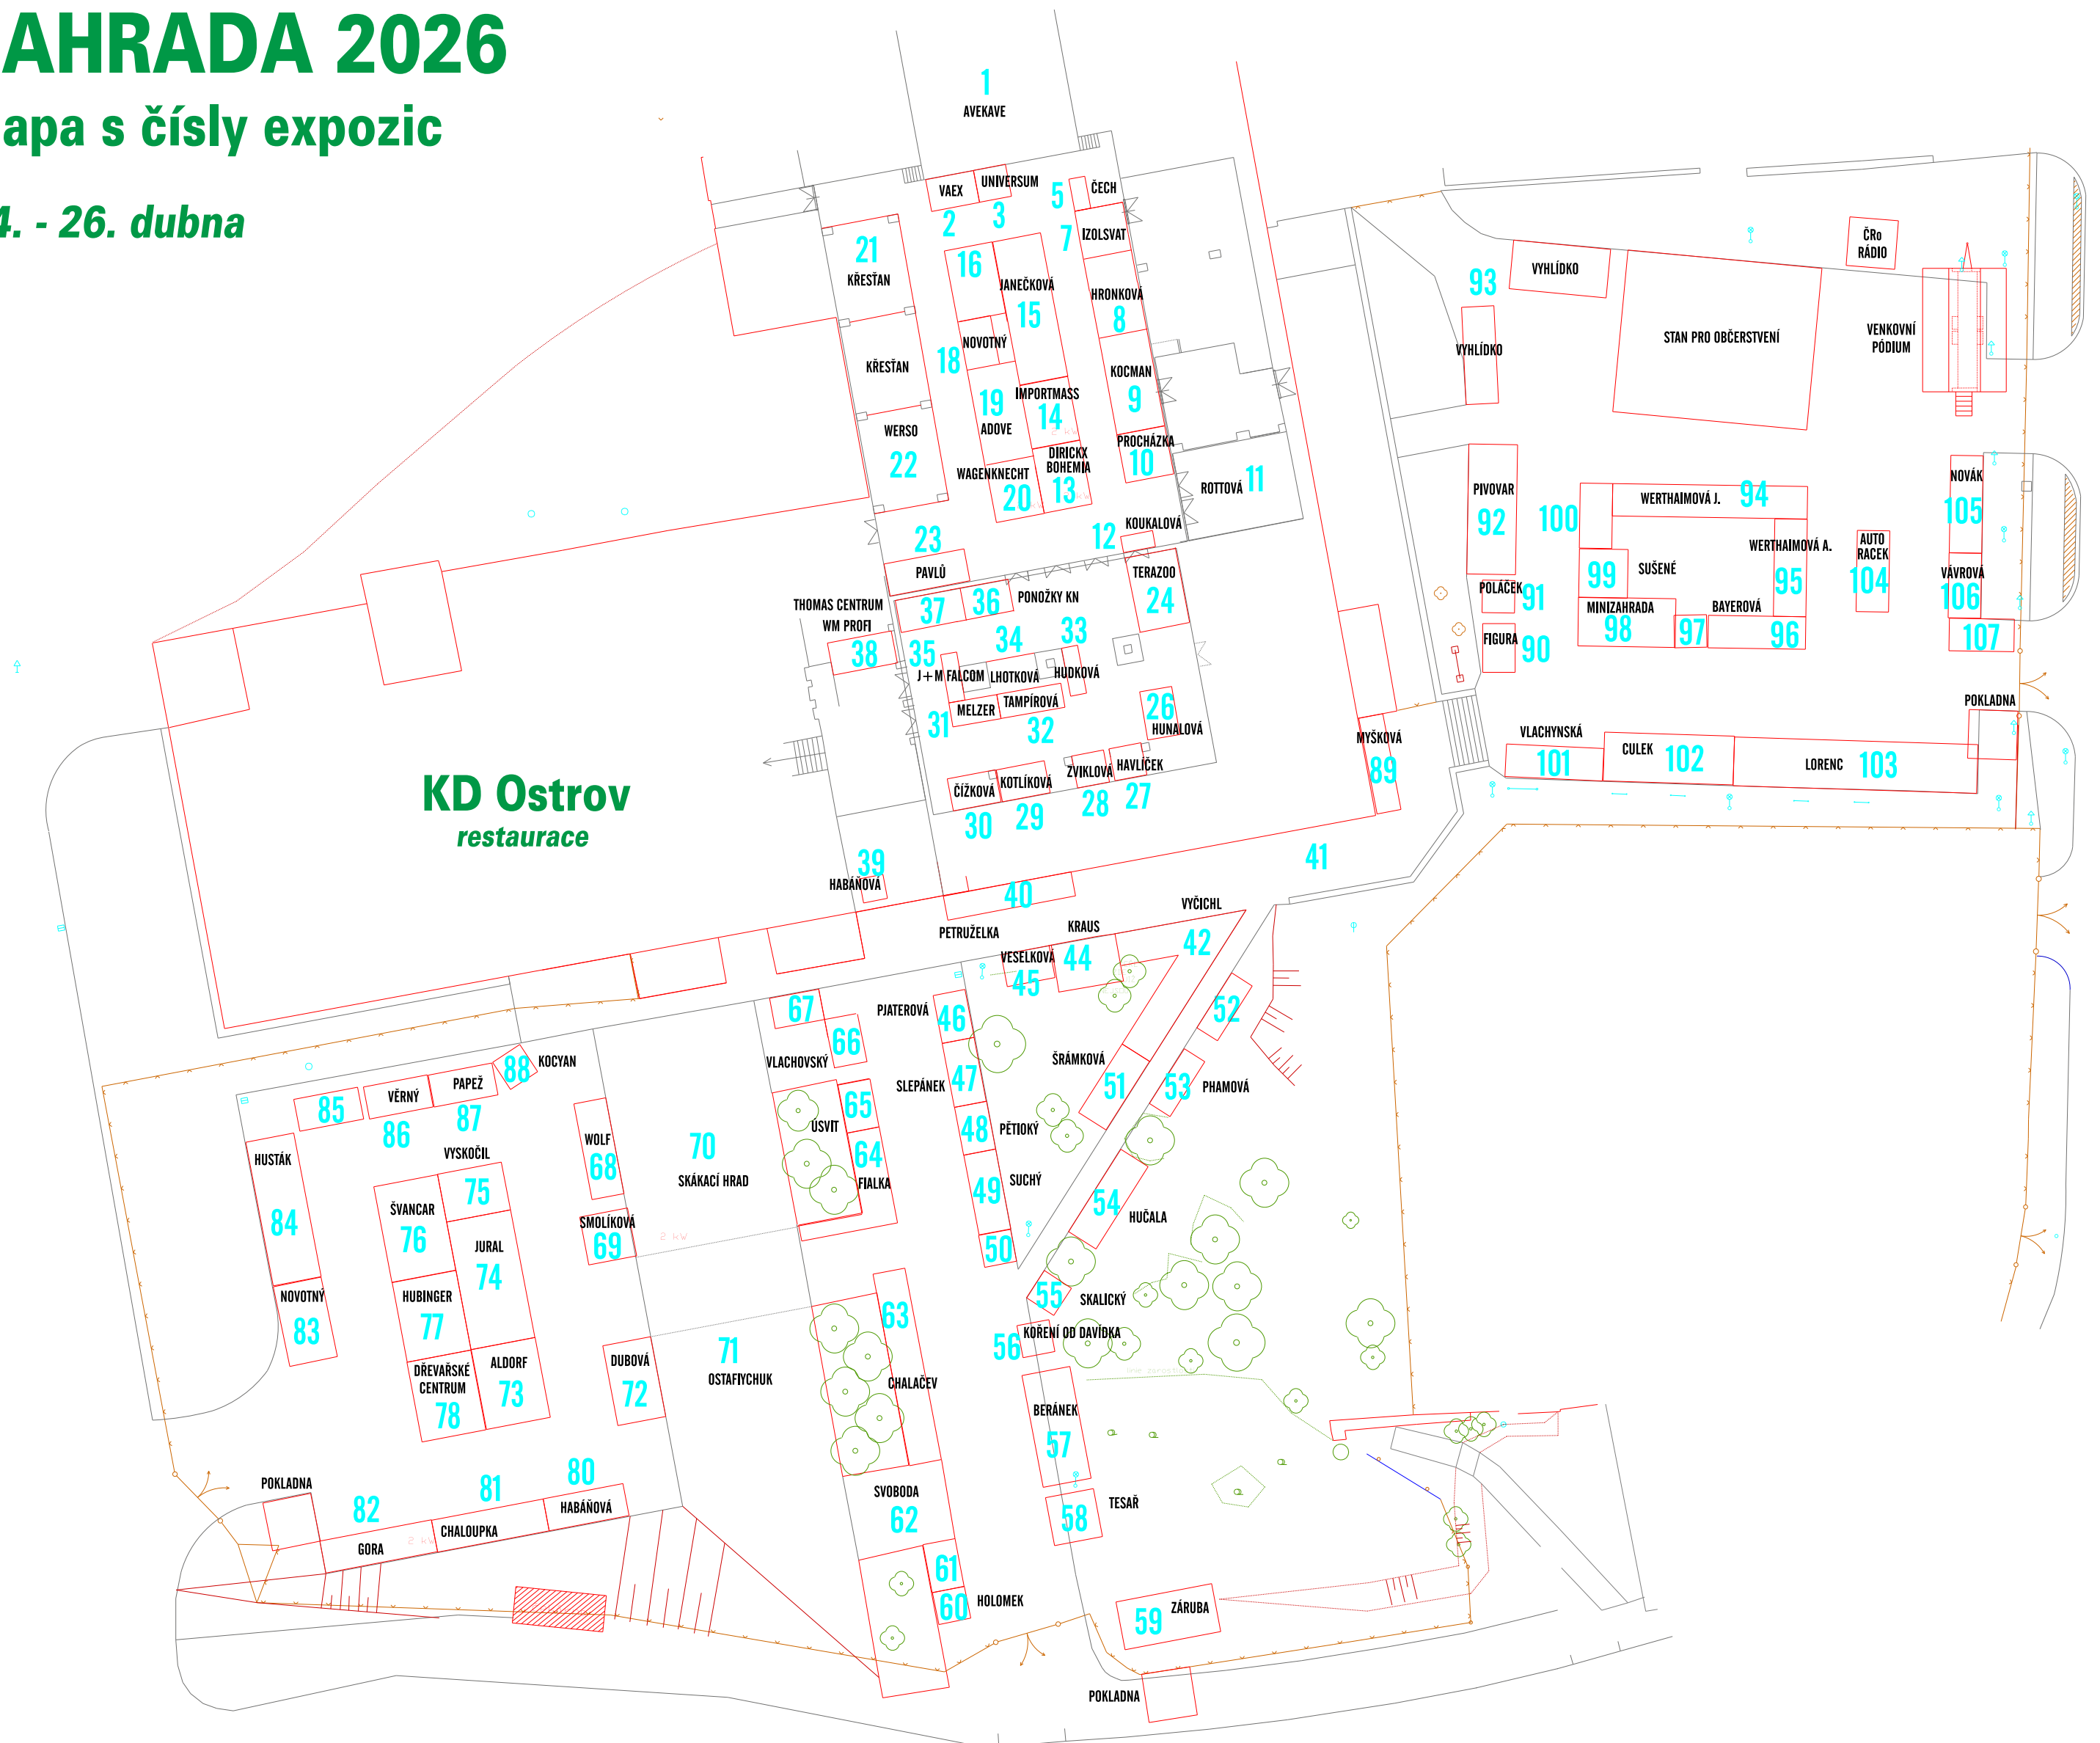 AHRADA 2026
apa s čísly expozic
4. - 26. dubna
1
AVEKAVE
VAEX
UNIVERSUM
2
3
5
ČECH
7
IZOLSVAT
21
KŘESŤAN
16
JANEČKOVÁ
15
HRONKOVÁ
8
NOVOTNÝ
18
KŘESŤAN
KOCMAN
9
IMPORTMASS
14
19
ADOVE
2 kW
WERSO
22
PROCHÁZKA
10
DIRICKX
BOHEMIA
13
WAGENKNECHT
20
ROTTOVÁ
11
KOUKALOVÁ
12
23
PAVLŮ
TERAZOO
24
37
36
PONOŽKY KN
THOMAS CENTRUM
WM PROFI
38
35
34
33
J+M FALCOM
LHOTKOVÁ
HUDKOVÁ
31
MELZER
TAMPÍROVÁ
32
26
HUNALOVÁ
ČÍŽKOVÁ
30
KOTLÍKOVÁ
29
ZVIKLOVÁ
28
HAVLÍČEK
27
MYŠKOVÁ
89
KD Ostrov
restaurace
39
HABÁŇOVÁ
40
41
PETRUŽELKA
VYHLÍDKO
93
VYHLÍDKO
STAN PRO OBČERSTVENÍ
ČRo
RÁDIO
VENKOVNÍ
PÓDIUM
PIVOVAR
92
100
WERTHAIMOVÁ J.
94
NOVÁK
105
WERTHAIMOVÁ A.
95
AUTO
RACEK
104
99
SUŠENÉ
VÁVROVÁ
106
POLÁČEK
91
MINIZAHRADA
98
97
BAYEROVÁ
96
107
FIGURA
90
POKLADNA
VLACHYNSKÁ
101
CULEK
102
LORENC
103
VYČICHL
42
KRAUS
44
VESELKOVÁ
45
67
66
VLACHOVSKÝ
PJATEROVÁ
46
52
SLEPÁNEK
47
ŠRÁMKOVÁ
51
53
PHAMOVÁ
88
KOCYAN
85
VĚRNÝ
86
PAPEŽ
87
65
ÚSVIT
48
PĚTIOKÝ
WOLF
68
70
SKÁKACÍ HRAD
64
FIALKA
49
SUCHÝ
54
HUČALA
HUSTÁK
84
VYSKOČIL
75
ŠVANCAR
76
JURAL
74
SMOLÍKOVÁ
69
2 kW
50
55
SKALICKÝ
NOVOTNÝ
83
HUBINGER
77
63
56
KOŘENÍ OD DAVÍDKA
DŘEVAŘSKÉ
CENTRUM
78
ALDORF
73
DUBOVÁ
72
71
OSTAFIYCHUK
CHALAČEV
BERÁNEK
57
POKLADNA
82
81
80
GORA
2 kW
CHALOUPKA
HABÁŇOVÁ
SVOBODA
62
58
TESAŘ
61
60
HOLOMEK
59
ZÁRUBA
POKLADNA